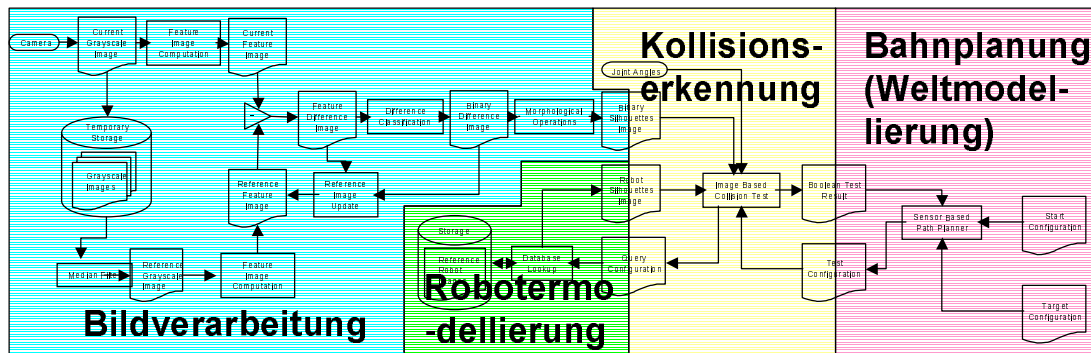 Camera
Current
Grayscale
Image
Feature
Image
Computation
Current
Feature
Image
Temporary
Storage
Grayscale
Images
-
Feature
Difference
Image
Difference
Classification
Binary
Difference
Image
Morphological
Operations
Binary
Silhouettes
Image
Reference
Feature
Image
Reference
Image
Update
Median Filter
Reference
Grayscale
Image
Feature
Image
Computation
Bildverarbeitung
Storage
Reference
Robot
Database
Lookup
Robotermo
-dellierung
Robot
Silhouettes
Image
Query
Configuration
Kollisions-
erkennung
Joint Angles
Image Based
Collision Test
Boolean Test
Result
Test
Configuration
Bahnplanung
(Weltmodel-
lierung)
Sensor Based
Path Planner
Start
Configuration
Target
Configuration